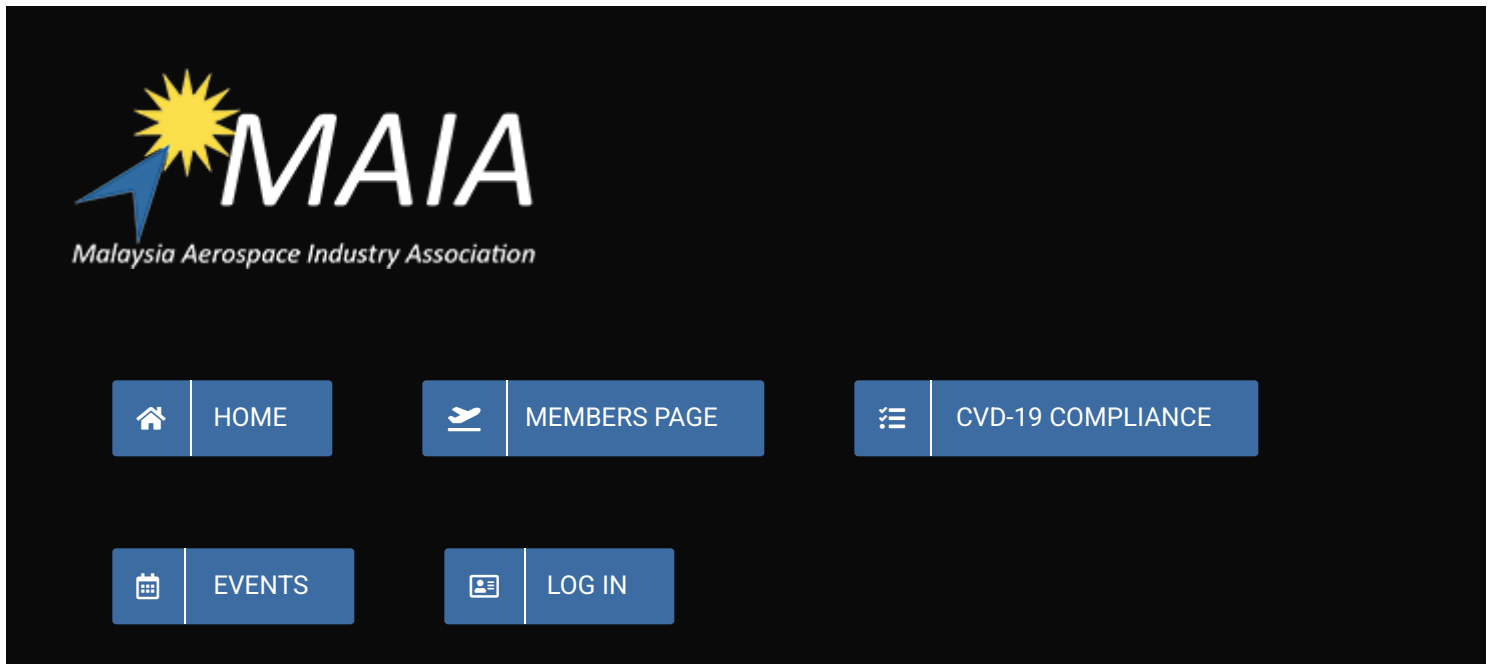 MAIA
Malaysia Aerospace Industry Association
HOME
MEMBERS PAGE
CVD-19 COMPLIANCE
EVENTS
LOG IN